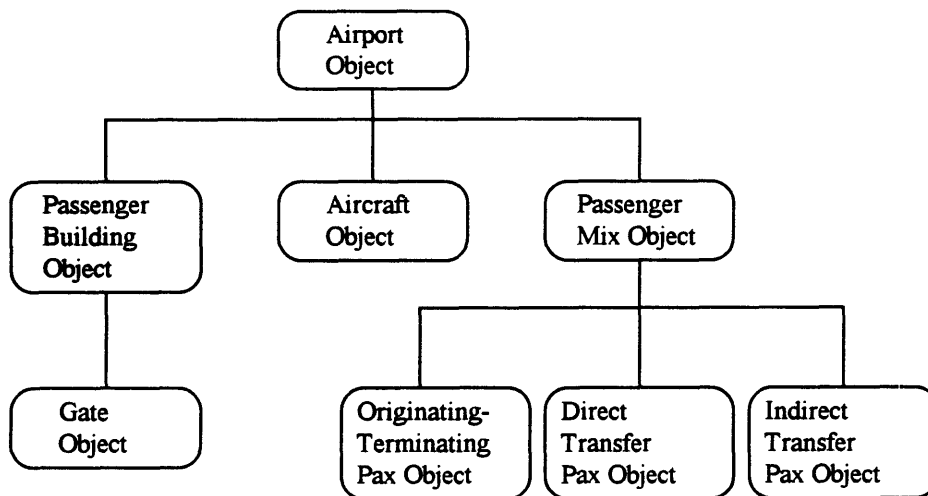 Airport
Object
Passenger
Building
Object
Aircraft
Object
Passenger
Mix Object
Gate
Object
Originating-
Terminating
Pax Object
Direct
Transfer
Pax Object
Indirect
Transfer
Pax Object